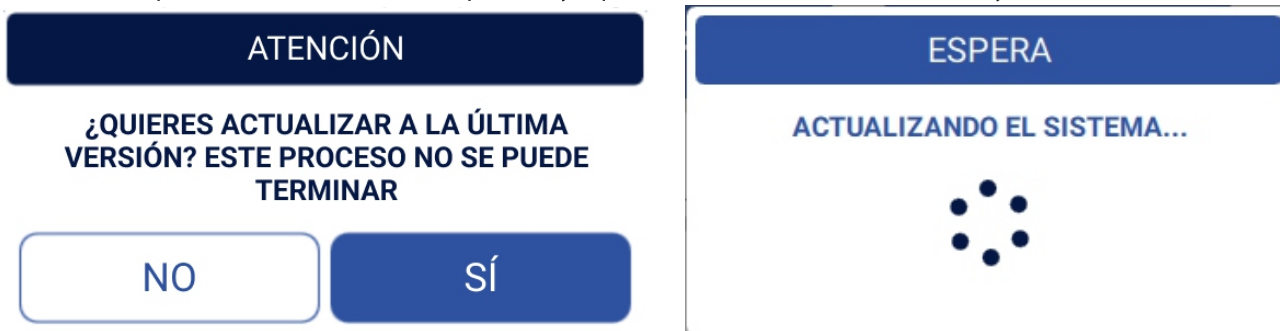 ATENCIÓN
¿QUIERES ACTUALIZAR A LA ÚLTIMA
VERSIÓN? ESTE PROCESO NO SE PUEDE
TERMINAR
NO
SÍ
ESPERA
ACTUALIZANDO EL SISTEMA...